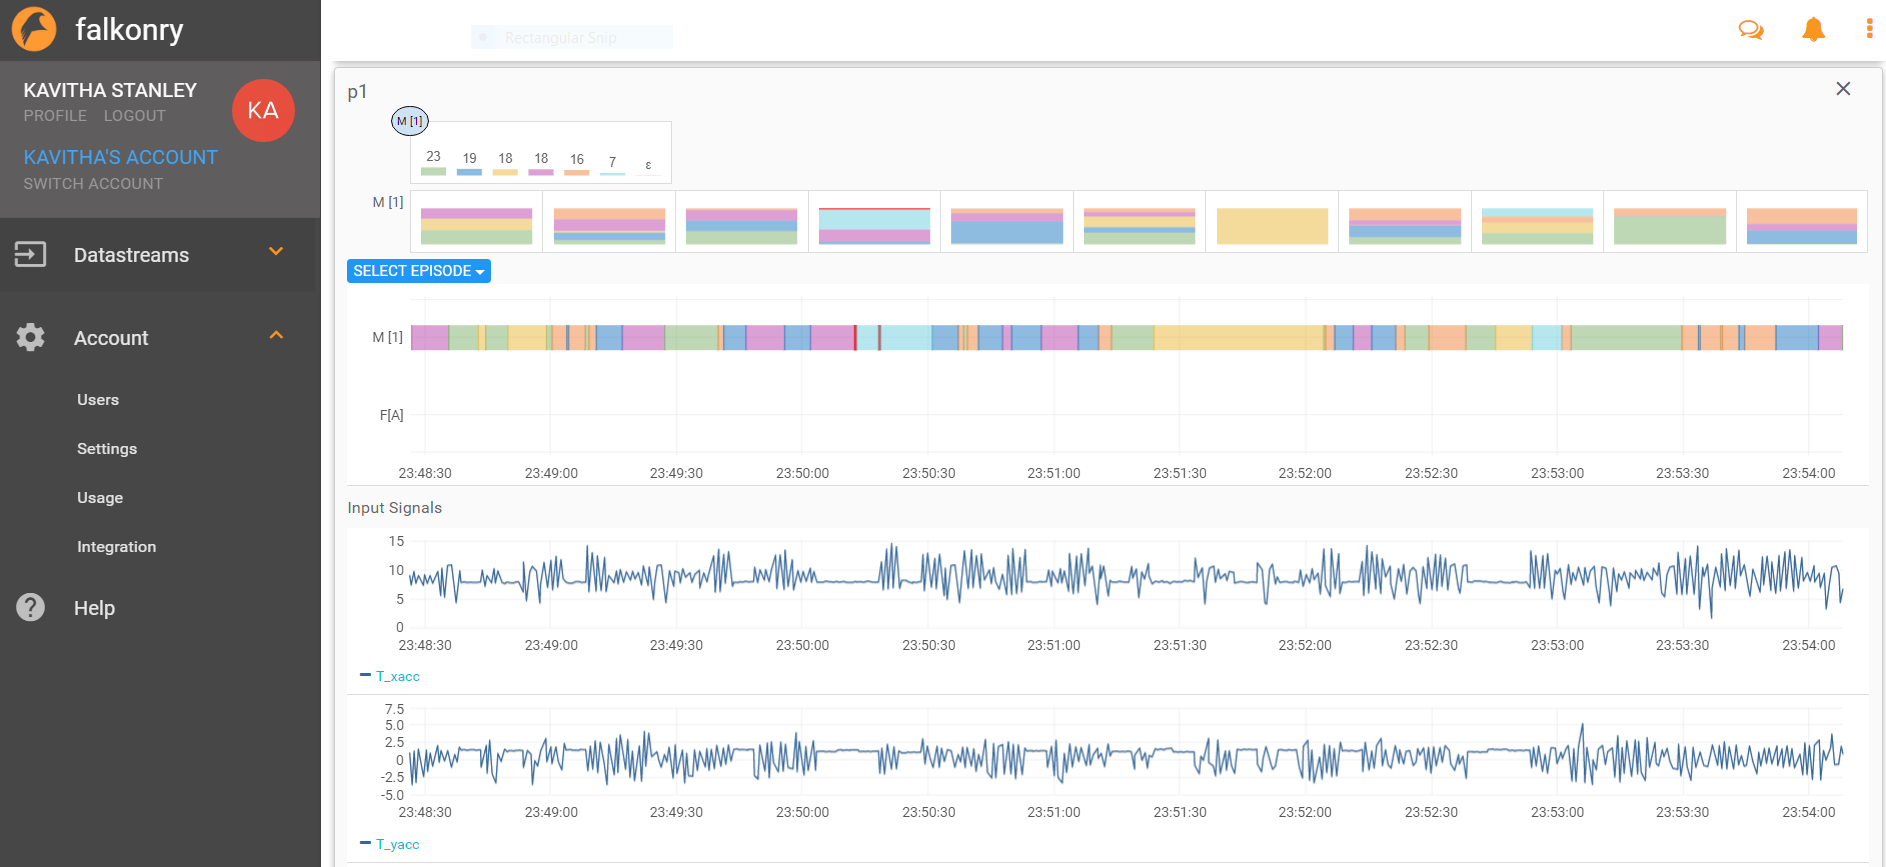 falkonry
Rectangular Snip
KAVITHA STANLEY
PROFILE LOGOUT
KA
KAVITHA'S ACCOUNT
SWITCH ACCOUNT
Datastreams
Account
Users
Settings
Usage
Integration
Help
p1
M [1]
23 19 18 18 16 7 ε
M [1]
SELECT EPISODE
M [1]
F[A]
23:48:30 23:49:00 23:49:30 23:50:00 23:50:30 23:51:00 23:51:30 23:52:00 23:52:30 23:53:00 23:53:30 23:54:00
Input Signals
15
10
5
0
23:48:30 23:49:00 23:49:30 23:50:00 23:50:30 23:51:00 23:51:30 23:52:00 23:52:30 23:53:00 23:53:30 23:54:00
T_xacc
7.5
5.0
2.5
0
-2.5
-5.0
23:48:30 23:49:00 23:49:30 23:50:00 23:50:30 23:51:00 23:51:30 23:52:00 23:52:30 23:53:00 23:53:30 23:54:00
T_yacc